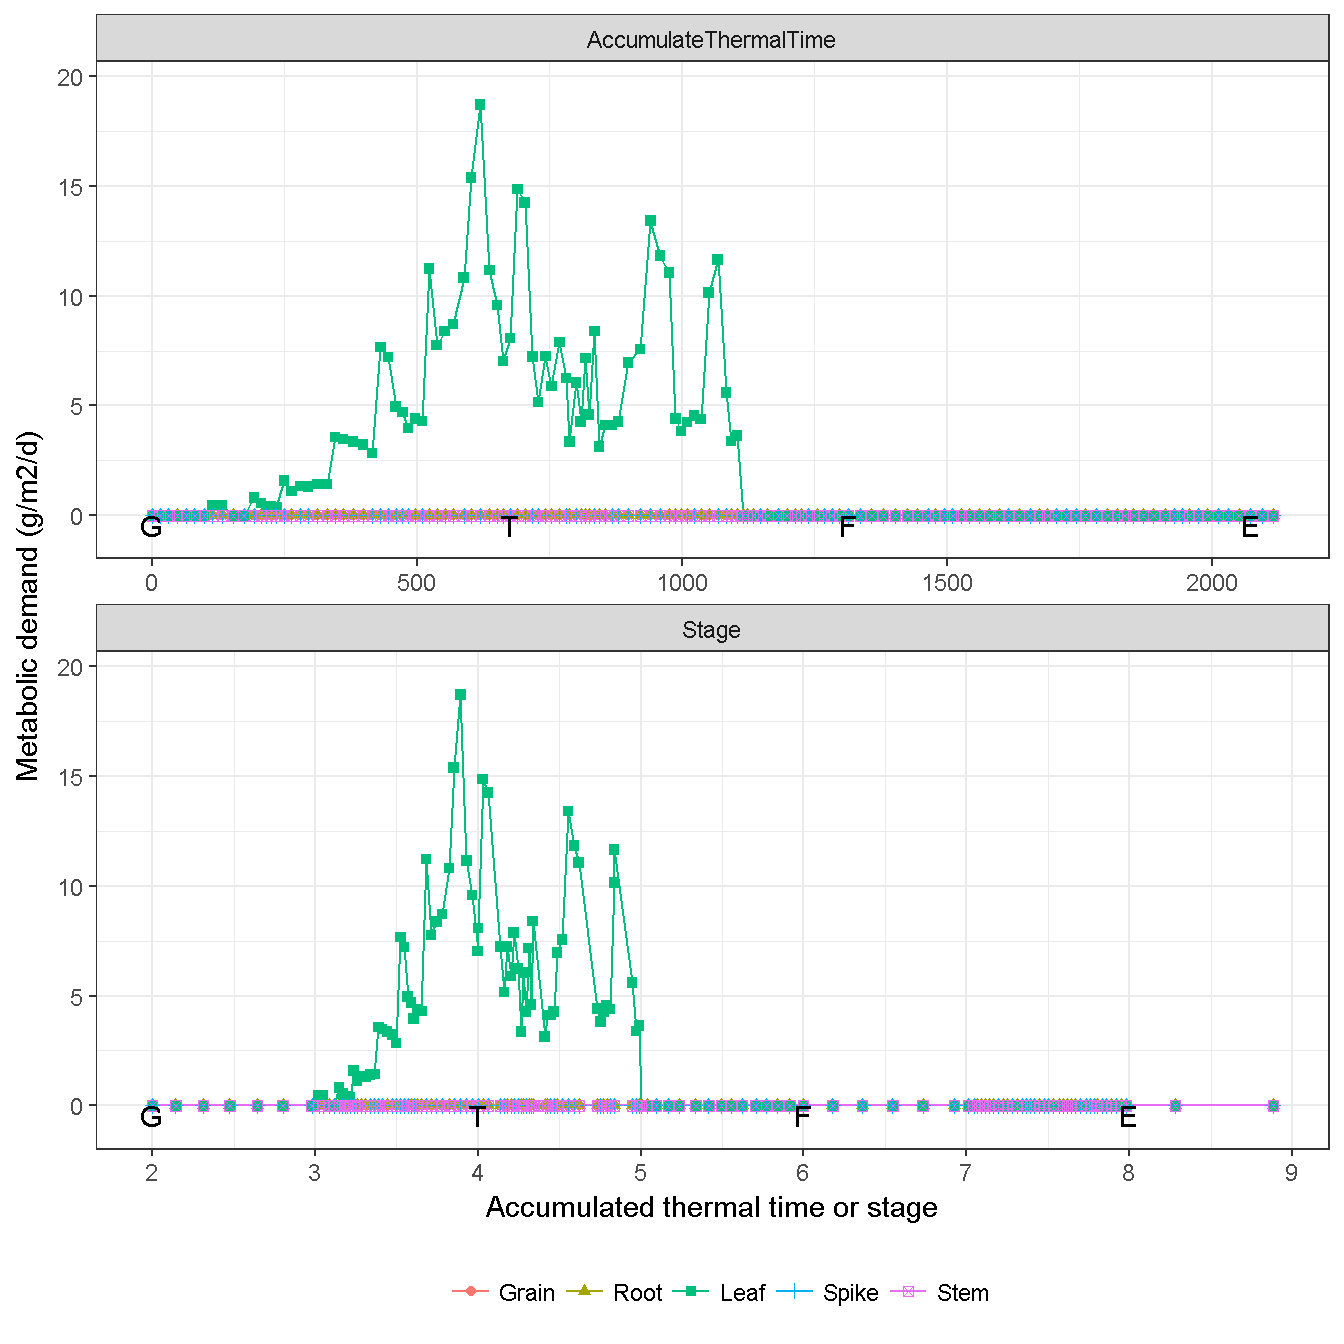 AccumulateThermalTime
20
15
10
5
0
G T F E
0 500 1000 1500 2000
Metabolic demand (g/m2/d)
Stage
20
15
10
5
0
G T F E
2 3 4 5 6 7 8 9
Accumulated thermal time or stage
Grain Root Leaf Spike Stem